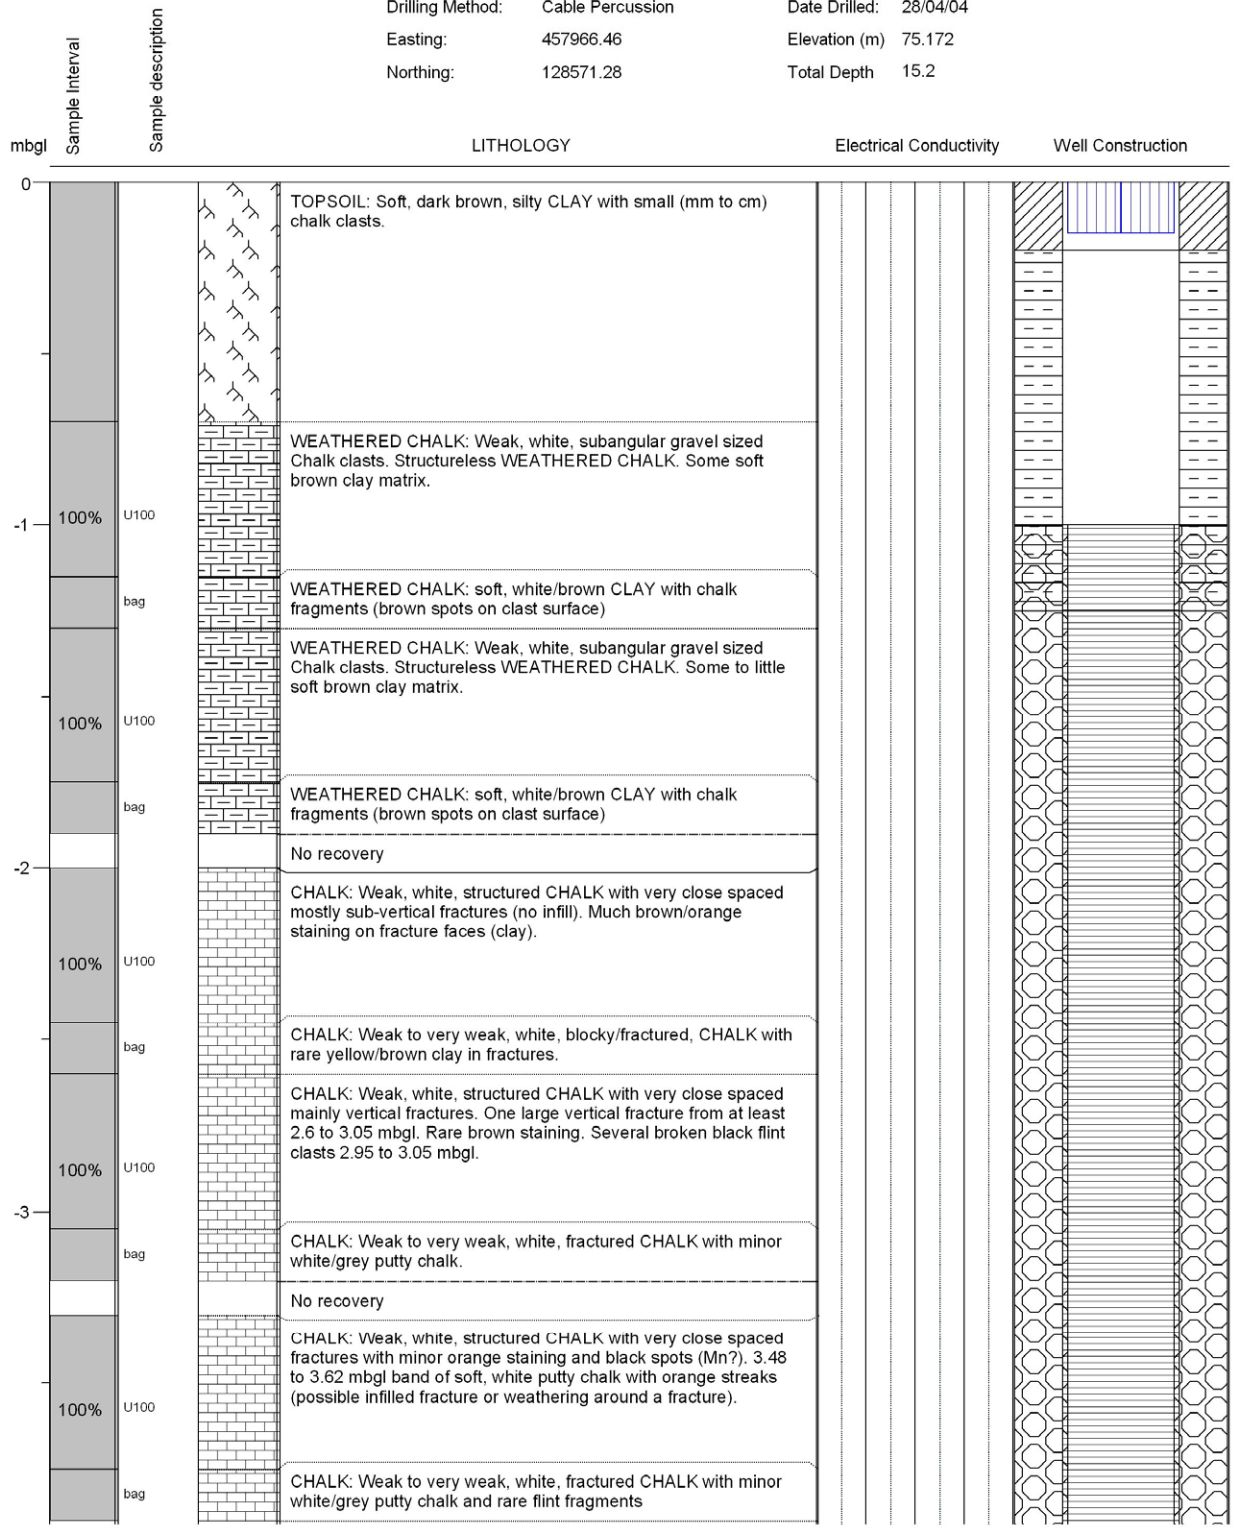 Drilling Method: Cable Percussion Date Drilled: 28/04/04
Easting: 457966.46 Elevation (m) 75.172
Northing: 128571.28 Total Depth 15.2
mbgl Sample Interval Sample description LITHOLOGY Electrical Conductivity Well Construction
0
TOPSOIL: Soft, dark brown, silty CLAY with small (mm to cm)
chalk clasts.
WEATHERED CHALK: Weak, white, subangular gravel sized
Chalk clasts. Structureless WEATHERED CHALK. Some soft
brown clay matrix.
-1 100% U100
WEATHERED CHALK: soft, white/brown CLAY with chalk
bag
fragments (brown spots on clast surface)
WEATHERED CHALK: Weak, white, subangular gravel sized
Chalk clasts. Structureless WEATHERED CHALK. Some to little
soft brown clay matrix.
100% U100
WEATHERED CHALK: soft, white/brown CLAY with chalk
bag
fragments (brown spots on clast surface)
No recovery
-2
CHALK: Weak, white, structured CHALK with very close spaced
mostly sub-vertical fractures (no infill). Much brown/orange
staining on fracture faces (clay).
100% U100
CHALK: Weak to very weak, white, blocky/fractured, CHALK with
bag
rare yellow/brown clay in fractures.
CHALK: Weak, white, structured CHALK with very close spaced
mainly vertical fractures. One large vertical fracture from at least
2.6 to 3.05 mbgl. Rare brown staining. Several broken black flint
clasts 2.95 to 3.05 mbgl.
100% U100
-3
CHALK: Weak to very weak, white, fractured CHALK with minor
bag
white/grey putty chalk.
No recovery
CHALK: Weak, white, structured CHALK with very close spaced
fractures with minor orange staining and black spots (Mn?). 3.48
to 3.62 mbgl band of soft, white putty chalk with orange streaks
(possible infilled fracture or weathering around a fracture).
100% U100
CHALK: Weak to very weak, white, fractured CHALK with minor
bag
white/grey putty chalk and rare flint fragments